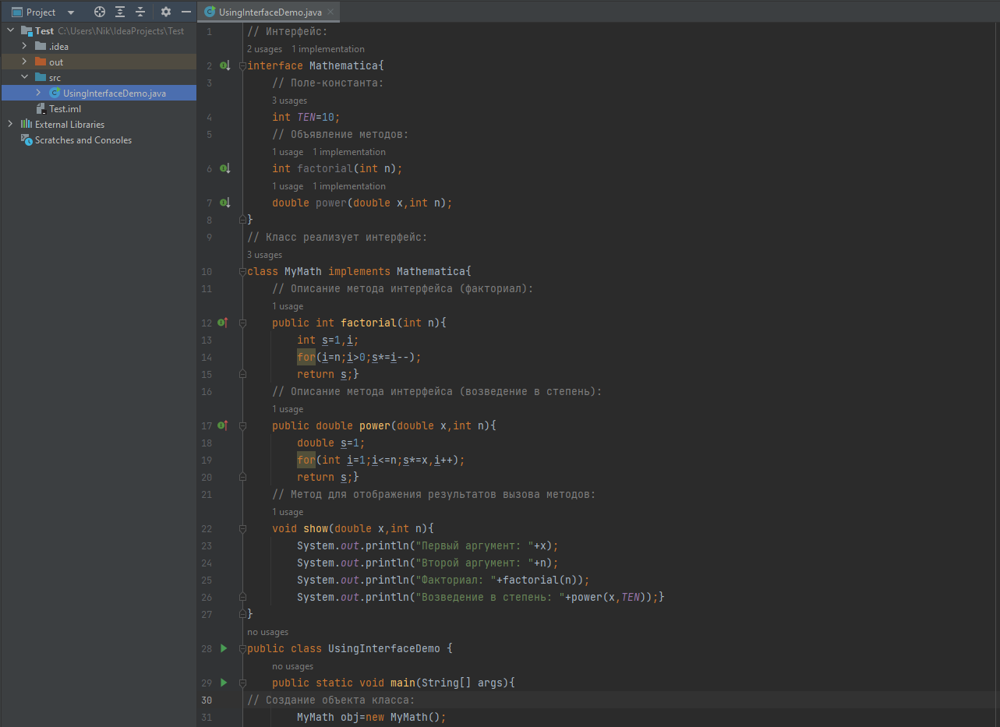 Project
UsingInterfaceDemo.java
Test C:\Users\Nik\IdeaProjects\Test
.idea
out
src
UsingInterfaceDemo.java
Test.iml
External Libraries
Scratches and Consoles
1 // Интерфейс:
2 usages 1 implementation
2 interface Mathematica{
3 // Поле-константа:
3 usages
4 int TEN=10;
5 // Объявление методов:
1 usage 1 implementation
6 int factorial(int n);
1 usage 1 implementation
7 double power(double x,int n);
8 }
9 // Класс реализует интерфейс:
3 usages
10 class MyMath implements Mathematica{
11 // Описание метода интерфейса (факториал):
1 usage
12 public int factorial(int n){
13 int s=1,i;
14 for(i=n;i>0;s*=i--);
15 return s;}
16 // Описание метода интерфейса (возведение в степень):
1 usage
17 public double power(double x,int n){
18 double s=1;
19 for(int i=1;i<=n;s*=x,i++);
20 return s;}
21 // Метод для отображения результатов вызова методов:
1 usage
22 void show(double x,int n){
23 System.out.println("Первый аргумент: "+x);
24 System.out.println("Второй аргумент: "+n);
25 System.out.println("Факториал: "+factorial(n));
26 System.out.println("Возведение в степень: "+power(x,TEN));}
27 }
no usages
28 public class UsingInterfaceDemo {
no usages
29 public static void main(String[] args){
30 // Создание объекта класса:
31 MyMath obj=new MyMath();